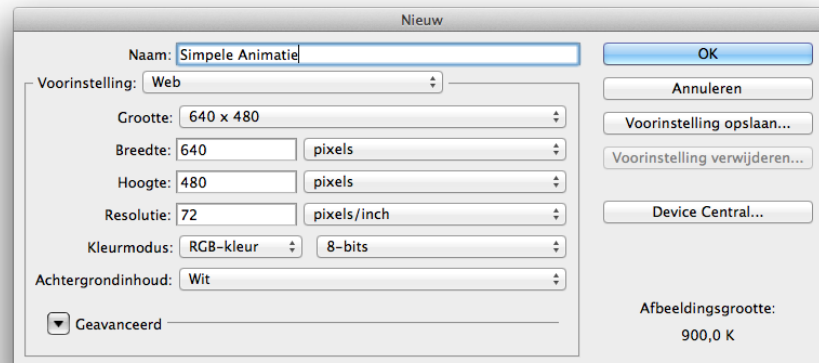 Nieuw
Naam: Simpele Animatie
OK
Voorinstelling: Web
Annuleren
Grootte: 640 x 480
Voorinstelling opslaan...
Breedte: 640 pixels
Voorinstelling verwijderen...
Hoogte: 480 pixels
Resolutie: 72 pixels/inch
Device Central...
Kleurmodus: RGB-kleur 8-bits
Achtergrondinhoud: Wit
Afbeeldingsgrootte:
Geavanceerd
900,0 K